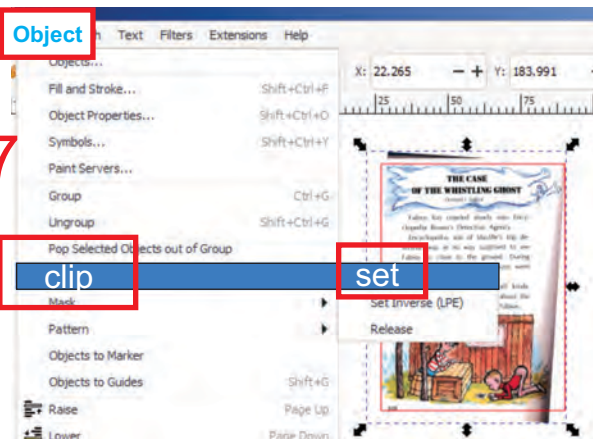 Object Text Filters Extensions Help
Objects...
X: 22.265 − + Y: 183.991
Fill and Stroke... Shift+Ctrl+F
25 50 75
Object Properties... Shift+Ctrl+O
Symbols... Shift+Ctrl+Y
7
Paint Servers...
Group Ctrl+G
Ungroup Shift+Ctrl+G
Pop Selected Objects out of Group
clip set
Mask Set Inverse (LPE)
Pattern Release
Objects to Marker
Objects to Guides Shift+G
Raise Page Up
Lower Page Down
THE CASE
OF THE WHISTLING GHOST